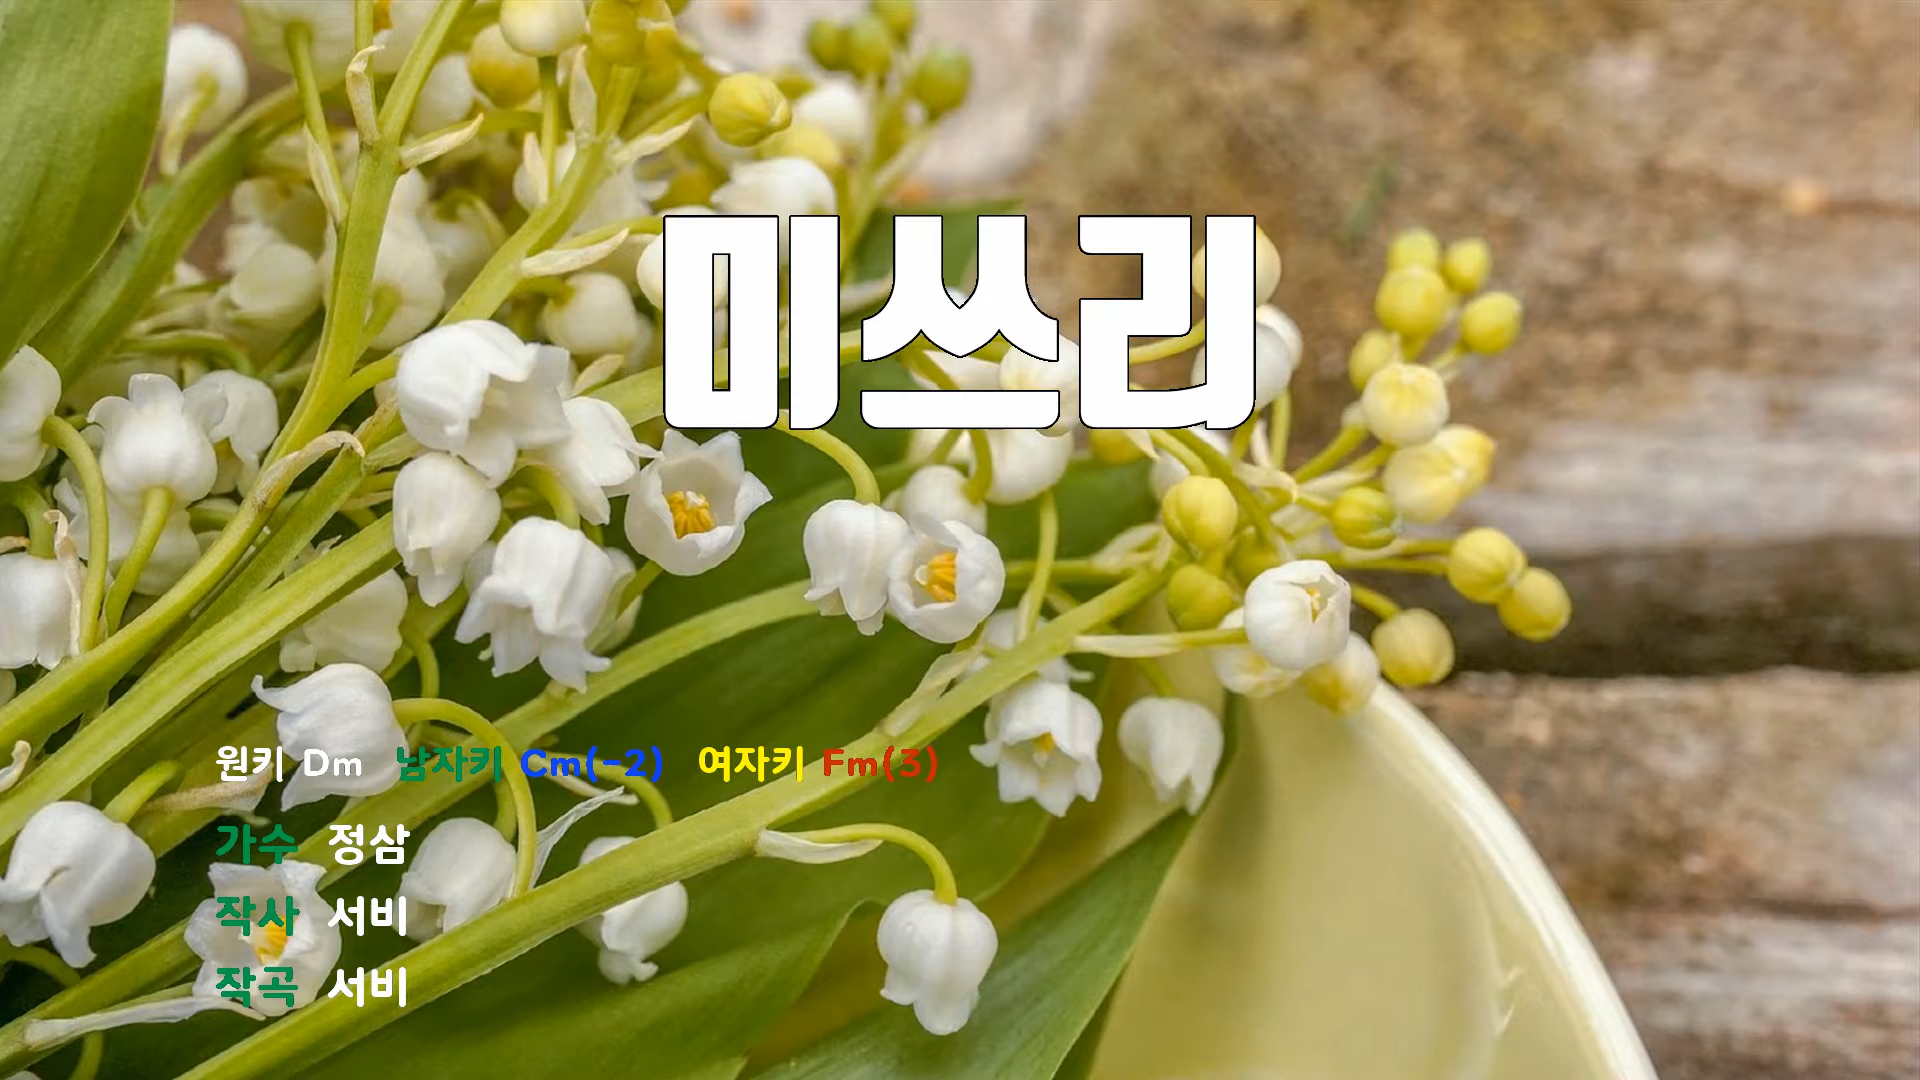 미쓰리
원키 Dm 남자키 Cm(-2) 여자키 Fm(3)
가수 정삼
작사 서비
작곡 서비